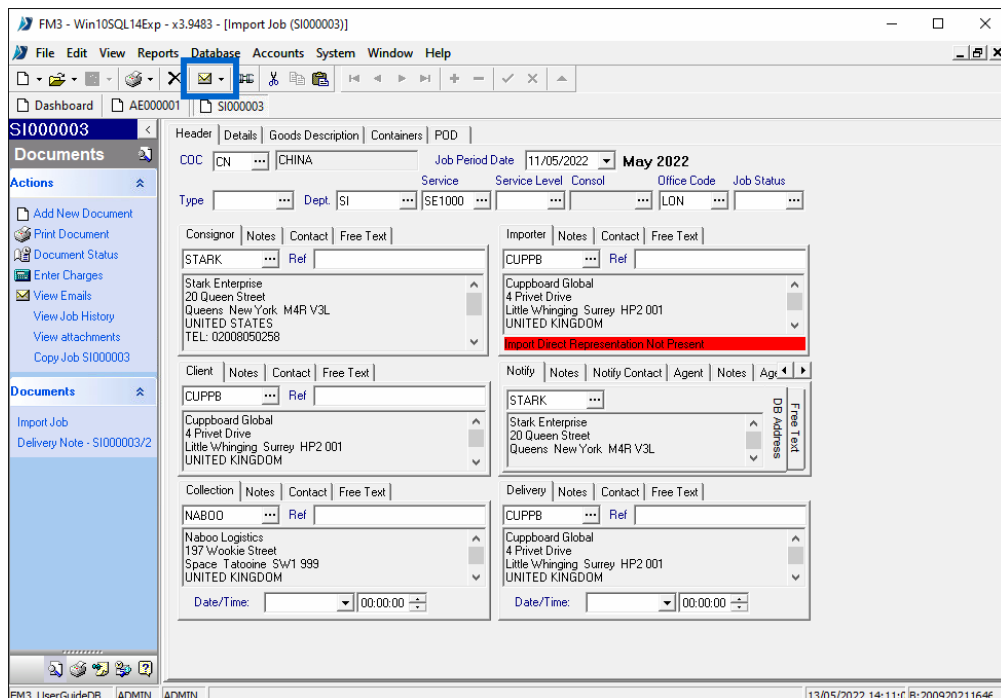 FM3 - Win10SQL14Exp - x3.9483 - [Import Job (SI000003)]
File Edit View Reports Database Accounts System Window Help
Dashboard AE000001 SI000003
SI000003
Documents
Actions
Add New Document
Print Document
Document Status
Enter Charges
View Emails
View Job History
View attachments
Copy Job SI000003
Documents
Import Job
Delivery Note - SI000003/2
Header Details Goods Description Containers POD
COC CN ... CHINA Job Period Date 11/05/2022 May 2022
Service Service Level Consol Office Code Job Status
Type ... Dept. SI ... SE1000 ... ... ... LON ... ...
Consignor Notes Contact Free Text
STARK ... Ref
Stark Enterprise
20 Queen Street
Queens New York M4R V3L
UNITED STATES
TEL: 02008050258
Importer Notes Contact Free Text
CUPPB ... Ref
Cuppboard Global
4 Privet Drive
Little Whinging Surrey HP2 001
UNITED KINGDOM
Import Direct Representation Not Present
Client Notes Contact Free Text
CUPPB ... Ref
Cuppboard Global
4 Privet Drive
Little Whinging Surrey HP2 001
UNITED KINGDOM
Notify Notes Notify Contact Agent Notes Age
STARK ...
Stark Enterprise
20 Queen Street
Queens New York M4R V3L
DB Address
Free Text
Collection Notes Contact Free Text
NABOO ... Ref
Naboo Logistics
197 Wookie Street
Space Tatooine SW1 999
UNITED KINGDOM
Date/Time: 00:00:00
Delivery Notes Contact Free Text
CUPPB ... Ref
Cuppboard Global
4 Privet Drive
Little Whinging Surrey HP2 001
UNITED KINGDOM
Date/Time: 00:00:00
FM3_UserGuideDB ADMIN ADMIN 13/05/2022 14:11:0